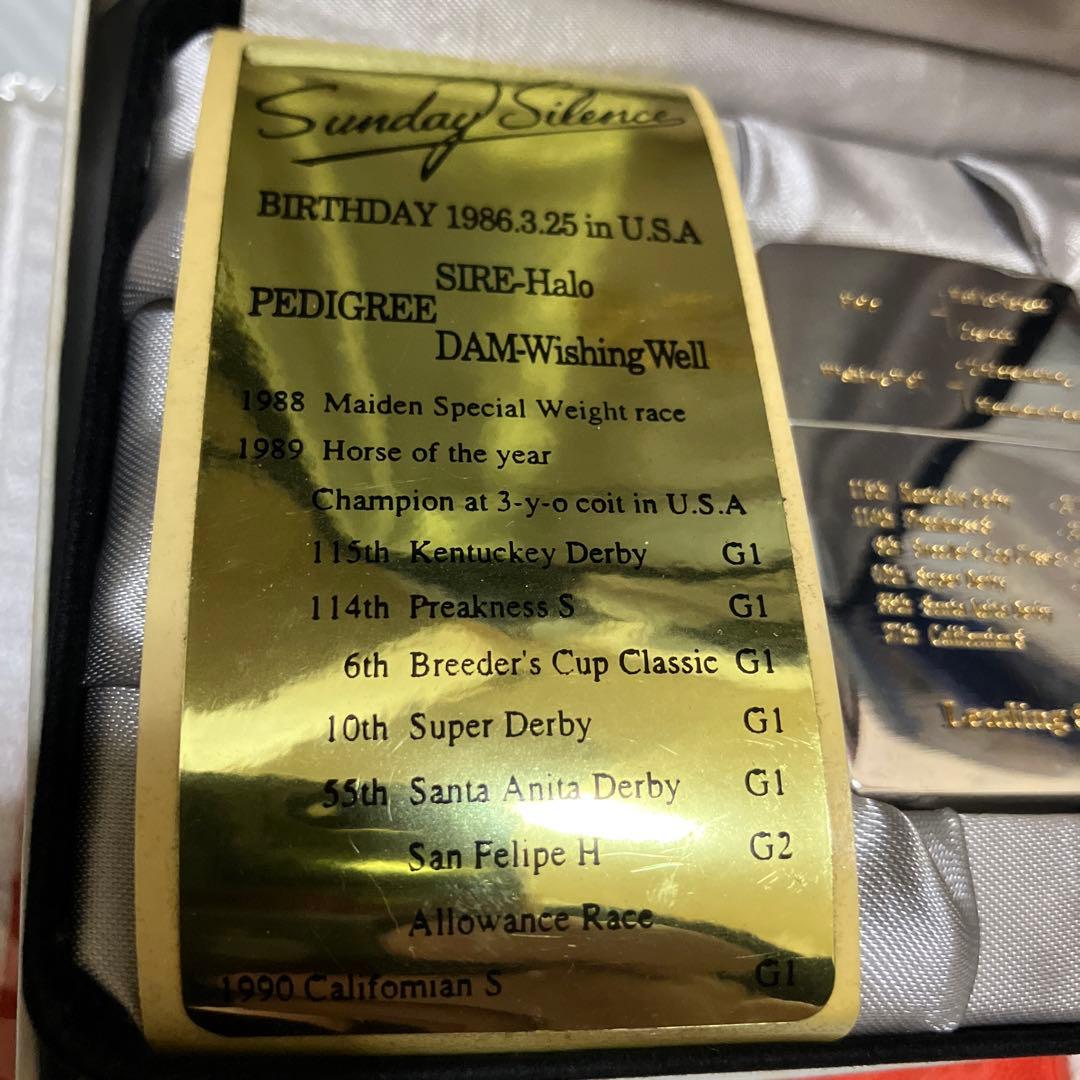 Sunday Silence
BIRTHDAY 1986.3.25 in U.S.A
SIRE-Halo
PEDIGREE
DAM-Wishing Well
1988 Maiden Special Weight race
1989 Horse of the year
Champion at 3-y-o coit in U.S.A
115th Kentuckey Derby G1
114th Preakness S G1
6th Breeder's Cup Classic G1
10th Super Derby G1
55th Santa Anita Derby G1
San Felipe H G2
Allowance Race
1990 Califomian S G1
Leading